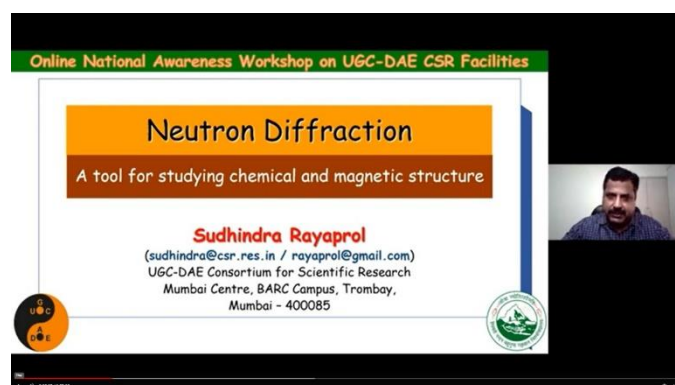 Online National Awareness Workshop on UGC-DAE CSR Facilities
Neutron Diffraction
A tool for studying chemical and magnetic structure
Sudhindra Rayaprol
(sudhindra@csr.res.in / rayaprol@gmail.com)
UGC-DAE Consortium for Scientific Research
Mumbai Centre, BARC Campus, Trombay,
Mumbai - 400085
G
U C
A
D E